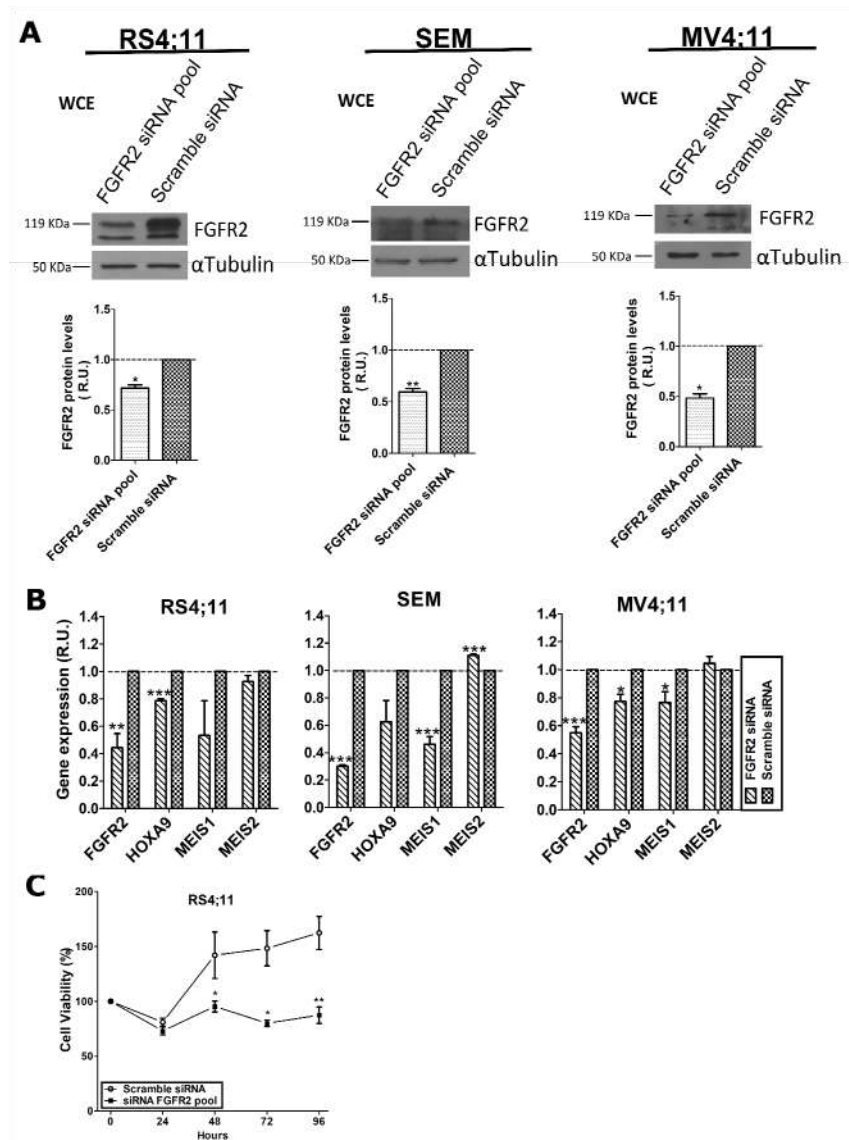 A
RS4;11
SEM
MV4;11
WCE
FGFR2 siRNA pool
Scramble siRNA
WCE
FGFR2 siRNA pool
Scramble siRNA
WCE
FGFR2 siRNA pool
Scramble siRNA
119 KDa
FGFR2
50 KDa
αTubulin
119 KDa
FGFR2
50 KDa
αTubulin
119 KDa
FGFR2
50 KDa
αTubulin
FGFR2 protein levels
( R.U.)
1.5
1.0
0.5
0.0
*
FGFR2 siRNA pool
Scramble siRNA
FGFR2 protein levels
( R.U.)
1.5
1.0
0.5
0.0
**
FGFR2 siRNA pool
Scramble siRNA
FGFR2 protein levels
( R.U.)
1.5
1.0
0.5
0.0
*
FGFR2 siRNA pool
Scramble siRNA
B
RS4;11
Gene expression (R.U.)
1.4
1.2
1.0
0.8
0.6
0.4
0.2
0.0
**
***
FGFR2
HOXA9
MEIS1
MEIS2
SEM
1.4
1.2
1.0
0.8
0.6
0.4
0.2
0.0
***
***
***
FGFR2
HOXA9
MEIS1
MEIS2
MV4;11
1.4
1.2
1.0
0.8
0.6
0.4
0.2
0.0
***
*
*
FGFR2
HOXA9
MEIS1
MEIS2
FGFR2 siRNA
Scramble siRNA
C
RS4;11
Cell Viability (%)
200
150
100
50
0
*
*
**
Scramble siRNA
siRNA FGFR2 pool
0
24
48
72
96
Hours